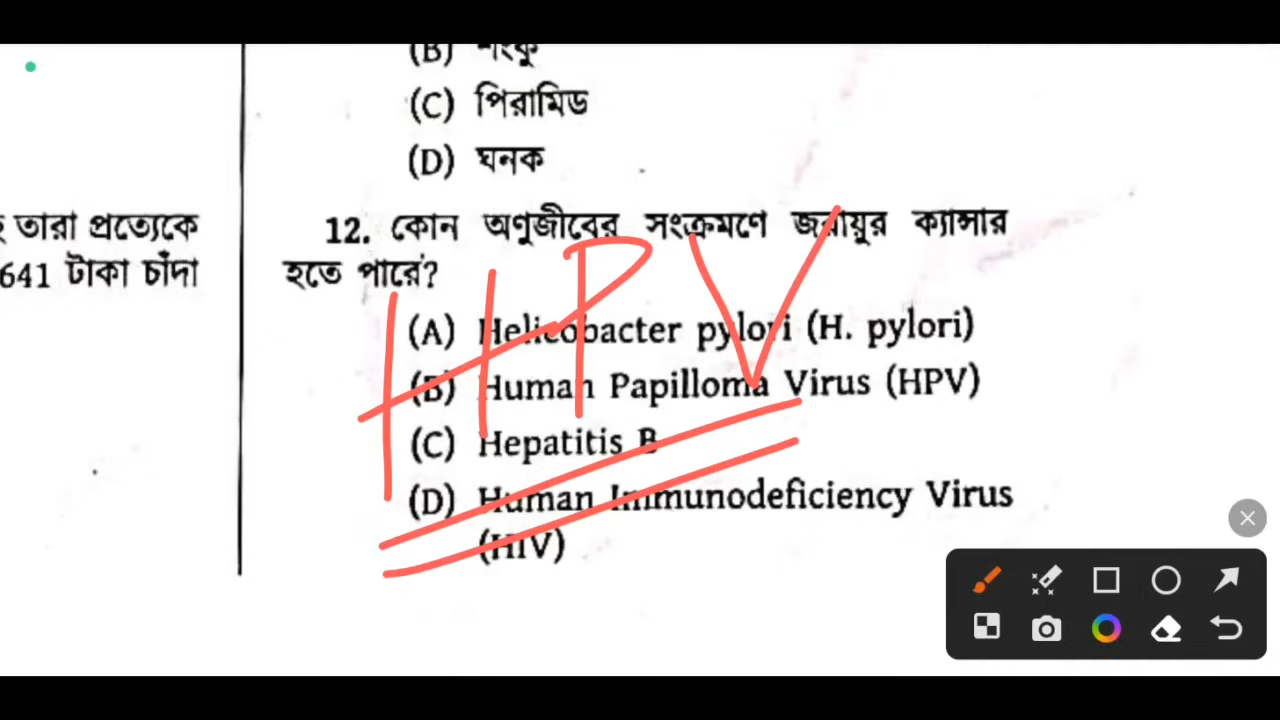 (B) শংকু
(C) পিরামিড
(D) ঘনক
তারা প্রত্যেকে
641 টাকা চাঁদা
12. কোন অণুজীবের সংক্রমণে জরায়ুর ক্যান্সার
হতে পারে?
(A) Helicobacter pylori (H. pylori)
(B) Human Papilloma Virus (HPV)
(C) Hepatitis B
(D) Human Immunodeficiency Virus
(HIV)
HPV